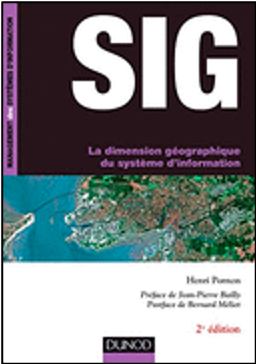 MANAGEMENT des SYSTÈMES D'INFORMATION
SIG
La dimension géographique
du système d'information
Henri Pornon
Préface de Jean-Pierre Bailly
Postface de Bernard Méliet
2e édition
DUNOD